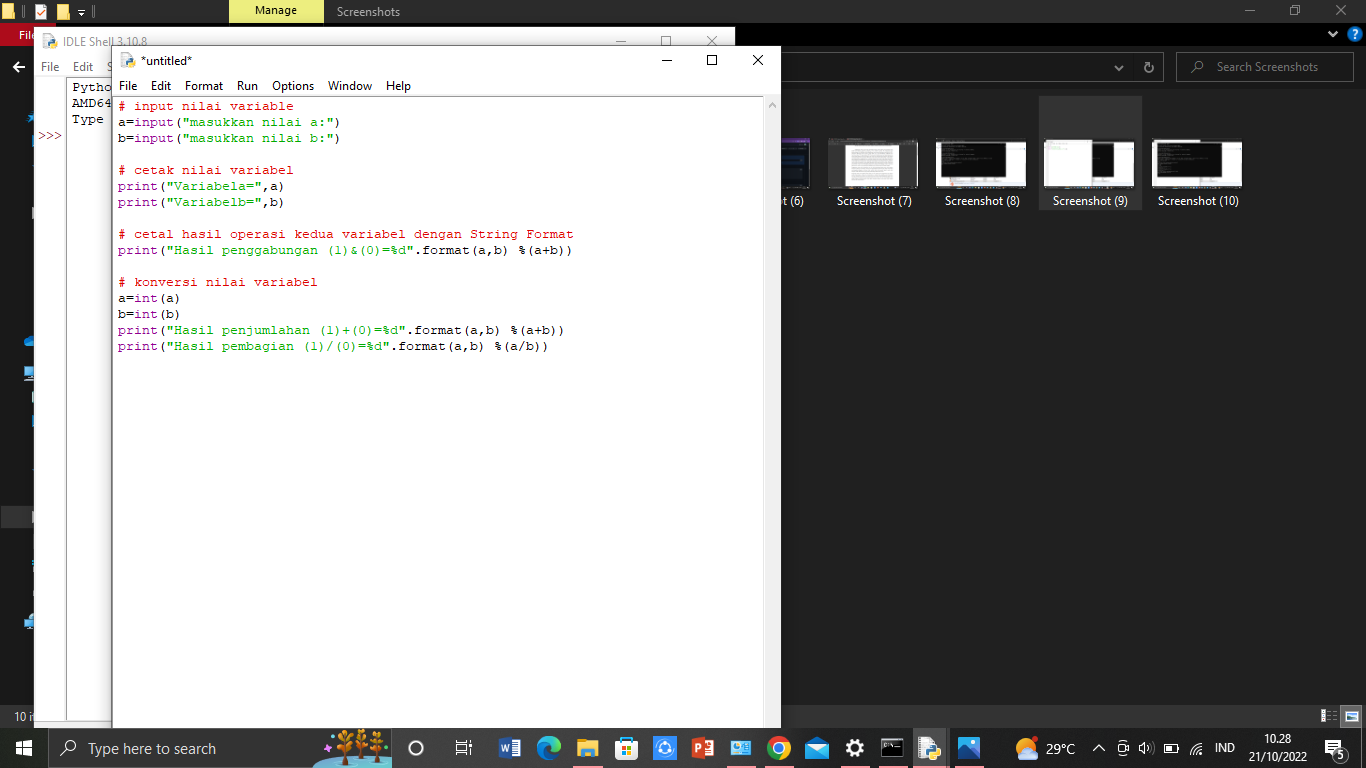 Manage
Screenshots
File
IDLE Shell 3.10.8
File Edit
*untitled*
File Edit Format Run Options Window Help
Search Screenshots
Pytho
AMD64
Type
>>>
# input nilai variable
a=input("masukkan nilai a:")
b=input("masukkan nilai b:")
# cetak nilai variabel
print("Variabela=",a)
print("Variabelb=",b)
# cetal hasil operasi kedua variabel dengan String Format
print("Hasil penggabungan (1)&(0)=%d".format(a,b) %(a+b))
# konversi nilai variabel
a=int(a)
b=int(b)
print("Hasil penjumlahan (1)+(0)=%d".format(a,b) %(a+b))
print("Hasil pembagian (1)/(0)=%d".format(a,b) %(a/b))
t (6)
Screenshot (7)
Screenshot (8)
Screenshot (9)
Screenshot (10)
10 it
Type here to search
29°C
IND
10.28
21/10/2022
5